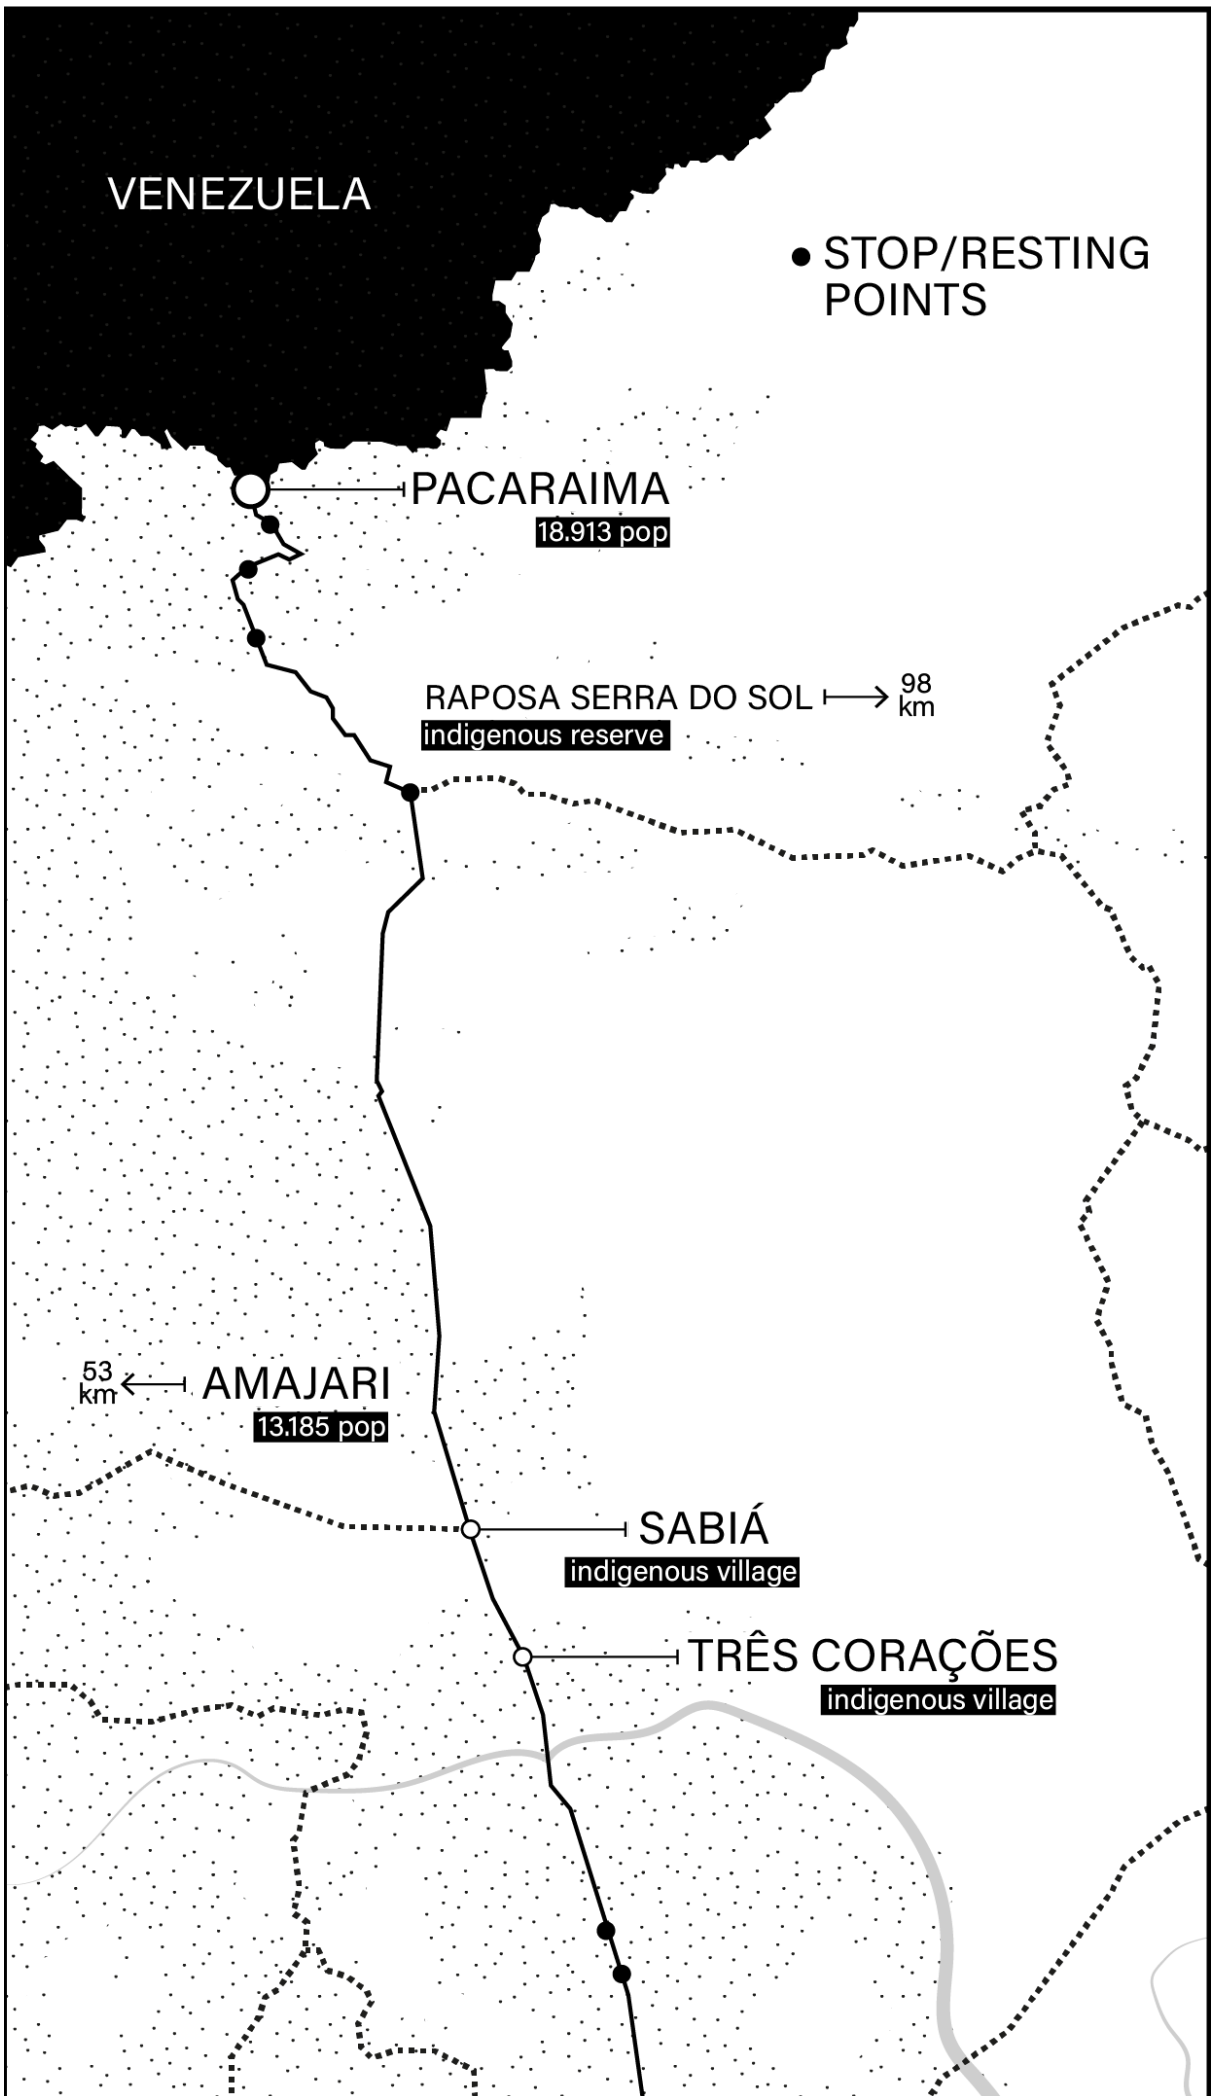 VENEZUELA
STOP/RESTING
POINTS
PACARAIMA
18.913 pop
RAPOSA SERRA DO SOL
98
km
indigenous reserve
53
km
AMAJARI
13.185 pop
SABIÁ
indigenous village
TRÊS CORAÇÕES
indigenous village